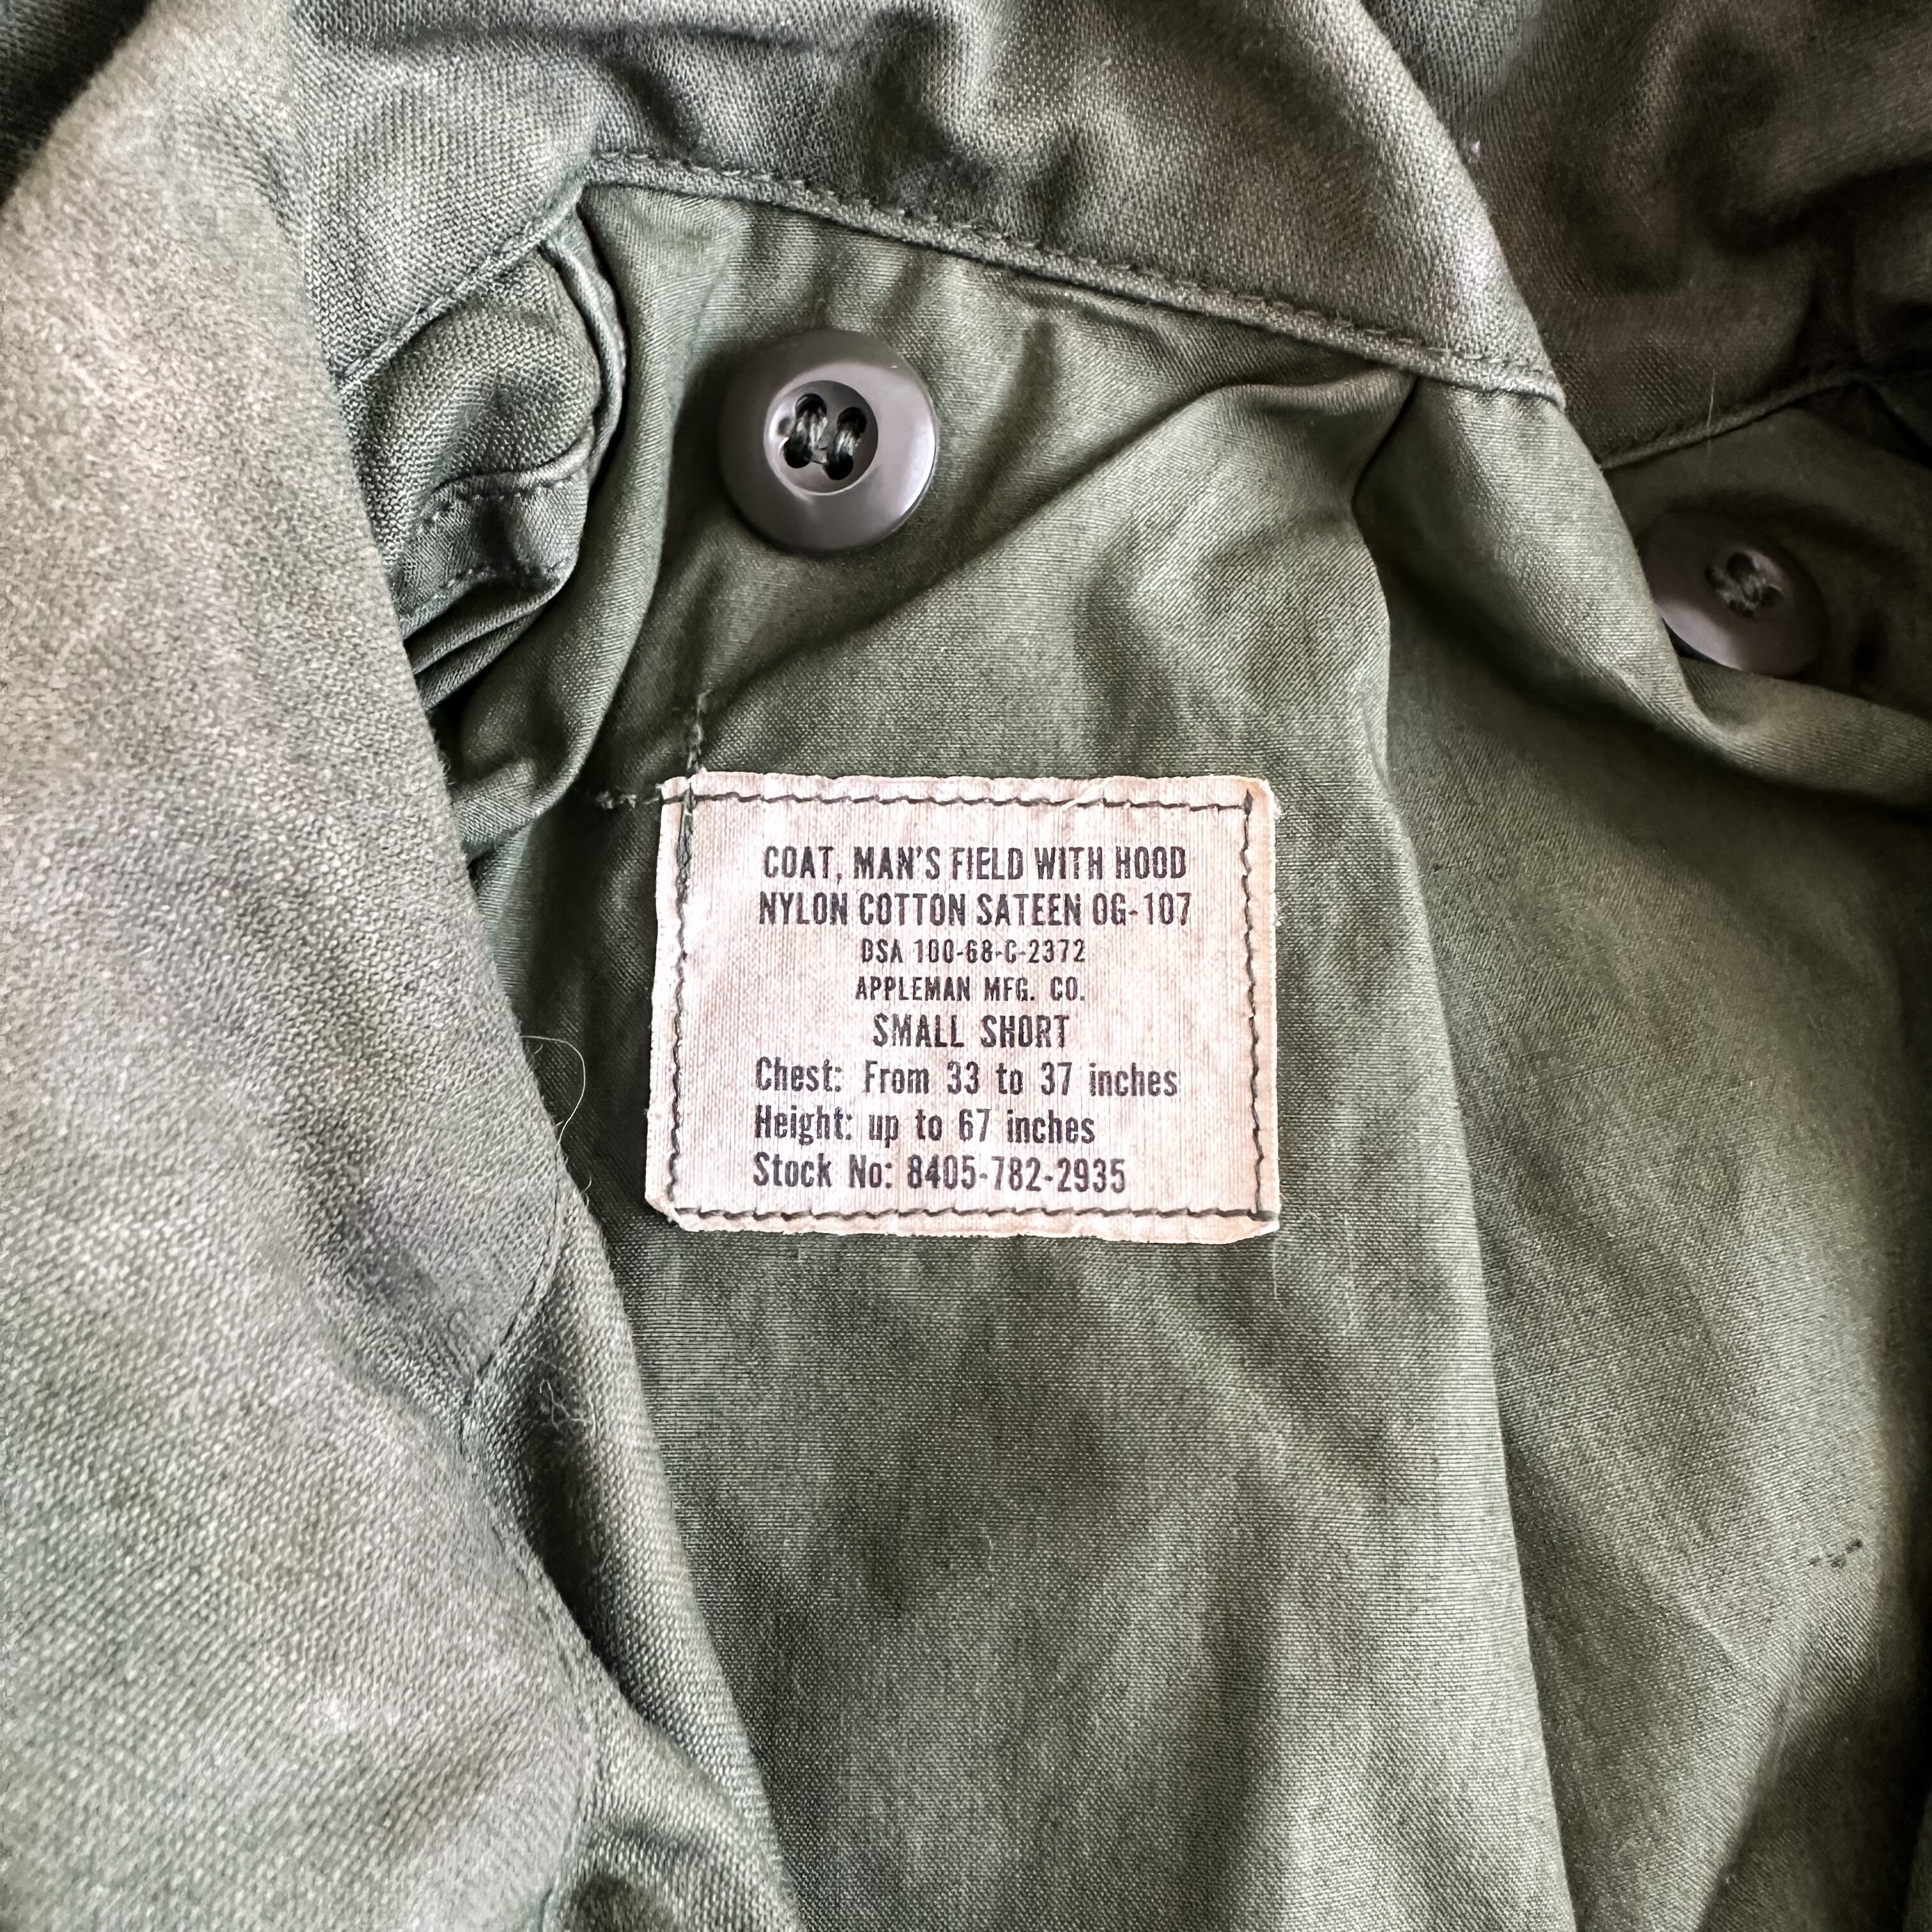 COAT, MAN'S FIELD WITH HOOD
NYLON COTTON SATEEN OG-107
DSA 100-68-C-2372
APPLEMAN MFG. CO.
SMALL SHORT
Chest: From 33 to 37 inches
Height: up to 67 inches
Stock No: 8405-782-2935